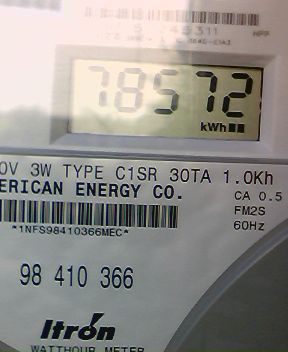 78572
kWh
0V 3W TYPE C1SR 30TA 1.0Kh
ERICAN ENERGY CO.
CA 0.5
FM2S
*1NFS98410366MEC*
60Hz
98 410 366
Itron
WATTHOUR METER